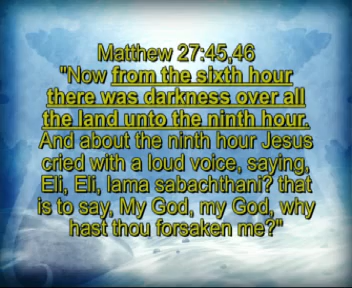 Matthew 27:45,46
"Now from the sixth hour
there was darkness over all
the land unto the ninth hour.
And about the ninth hour Jesus
cried with a loud voice, saying,
Eli, Eli, lama sabachthani? that
is to say, My God, my God, why
hast thou forsaken me?"